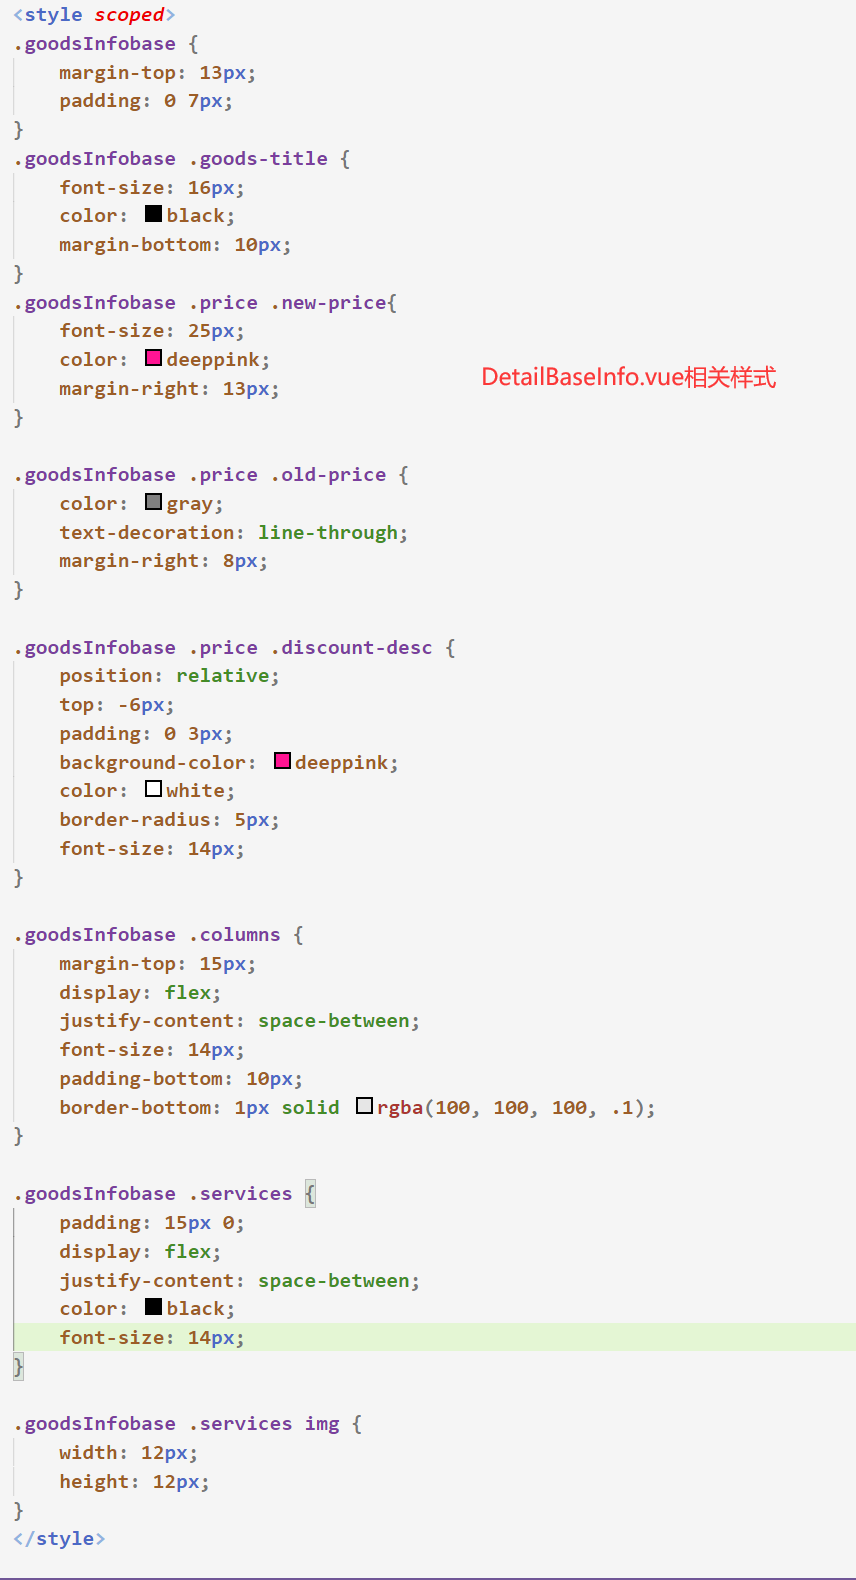 <style scoped>
.goodsInfobase {
    margin-top: 13px;
    padding: 0 7px;
}
.goodsInfobase .goods-title {
    font-size: 16px;
    color: black;
    margin-bottom: 10px;
}
.goodsInfobase .price .new-price{
    font-size: 25px;
    color: deeppink;
DetailBaseInfo.vue相关样式
    margin-right: 13px;
}

.goodsInfobase .price .old-price {
    color: gray;
    text-decoration: line-through;
    margin-right: 8px;
}

.goodsInfobase .price .discount-desc {
    position: relative;
    top: -6px;
    padding: 0 3px;
    background-color: deeppink;
    color: white;
    border-radius: 5px;
    font-size: 14px;
}

.goodsInfobase .columns {
    margin-top: 15px;
    display: flex;
    justify-content: space-between;
    font-size: 14px;
    padding-bottom: 10px;
    border-bottom: 1px solid rgba(100, 100, 100, .1);
}

.goodsInfobase .services {
    padding: 15px 0;
    display: flex;
    justify-content: space-between;
    color: black;
    font-size: 14px;
}

.goodsInfobase .services img {
    width: 12px;
    height: 12px;
}
</style>